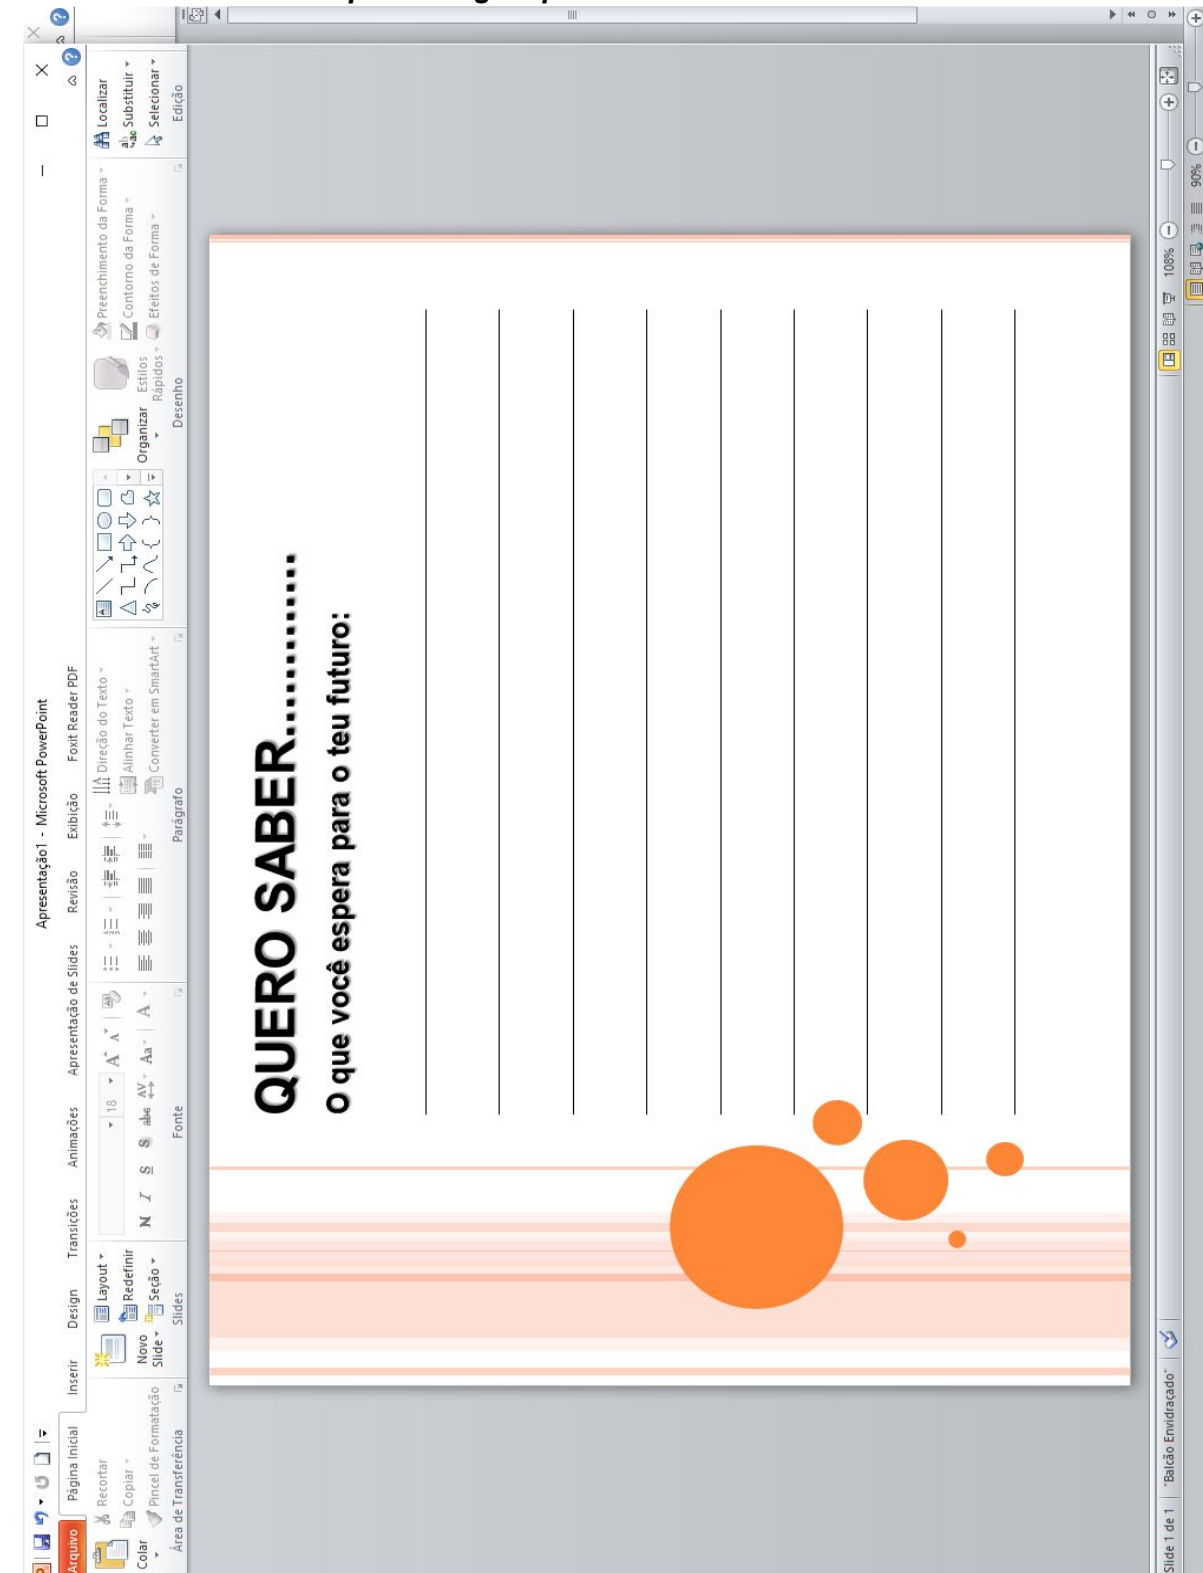 Apresentação1 - Microsoft PowerPoint
Arquivo
Página Inicial
Inserir
Design
Transições
Animações
Apresentação de Slides
Revisão
Exibição
Foxit Reader PDF
Colar
Recortar
Copiar
Pincel de Formatação
Área de Transferência
Novo Slide
Layout
Redefinir
Seção
Slides
18
N I S S abc AV Aa A
Fonte
Direção do Texto
Alinhar Texto
Converter em SmartArt
Parágrafo
Organizar
Estilos Rápidos
Preenchimento da Forma
Contorno da Forma
Efeitos de Forma
Desenho
Localizar
Substituir
Selecionar
Edição
QUERO SABER.............
O que você espera para o teu futuro:
Slide 1 de 1
"Balcão Envidraçado"
108%
90%